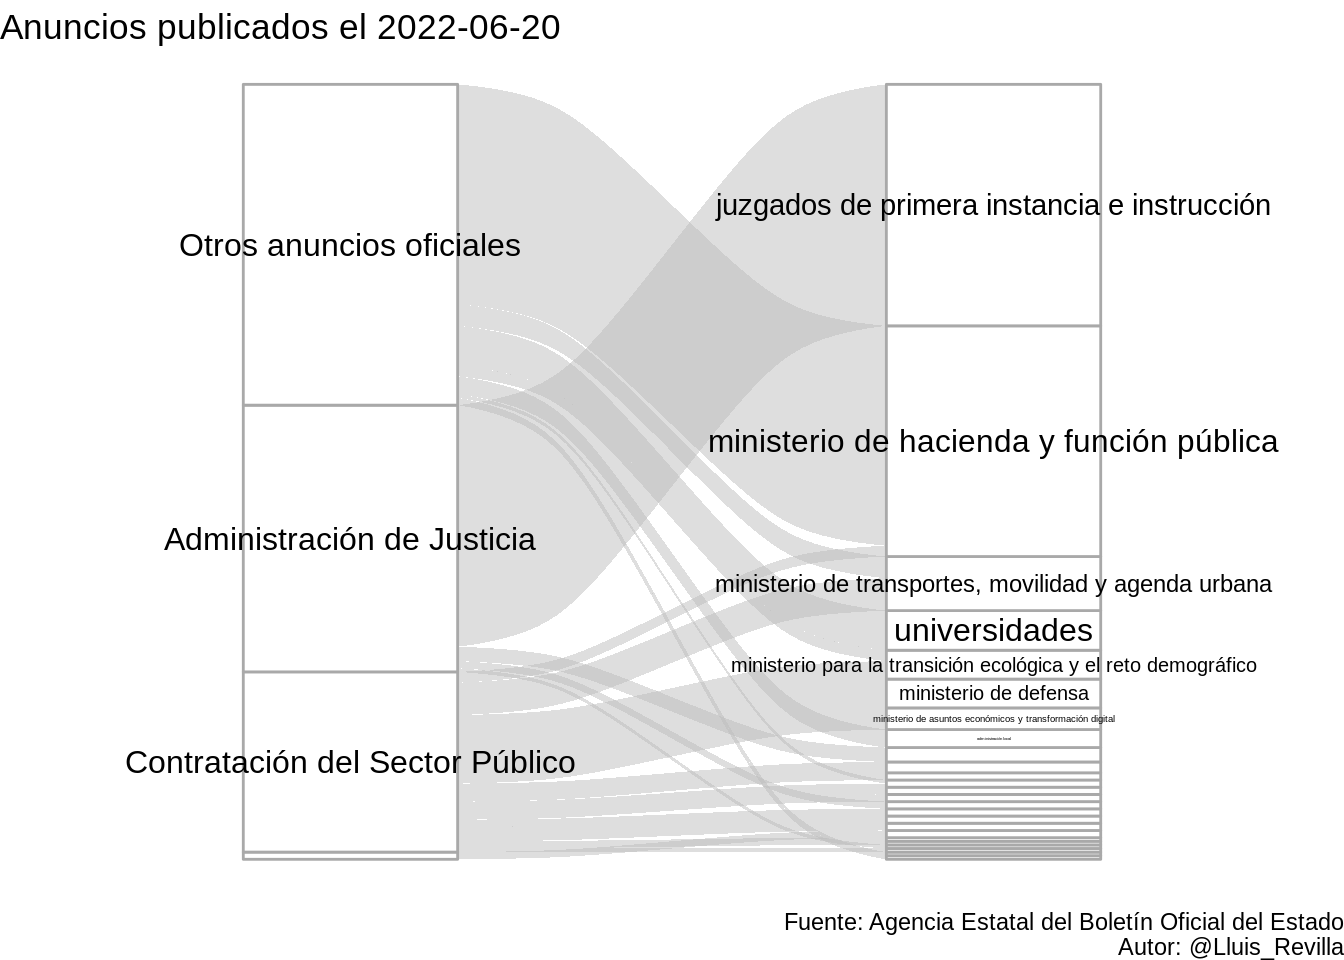 Anuncios publicados el 2022-06-20
Otros anuncios oficiales
Administración de Justicia
Contratación del Sector Público
juzgados de primera instancia e instrucción
ministerio de hacienda y función pública
ministerio de transportes, movilidad y agenda urbana
universidades
ministerio para la transición ecológica y el reto demográfico
ministerio de defensa
ministerio de asuntos económicos y transformación digital
administración local
Fuente: Agencia Estatal del Boletín Oficial del Estado
Autor: @Lluis_Revilla